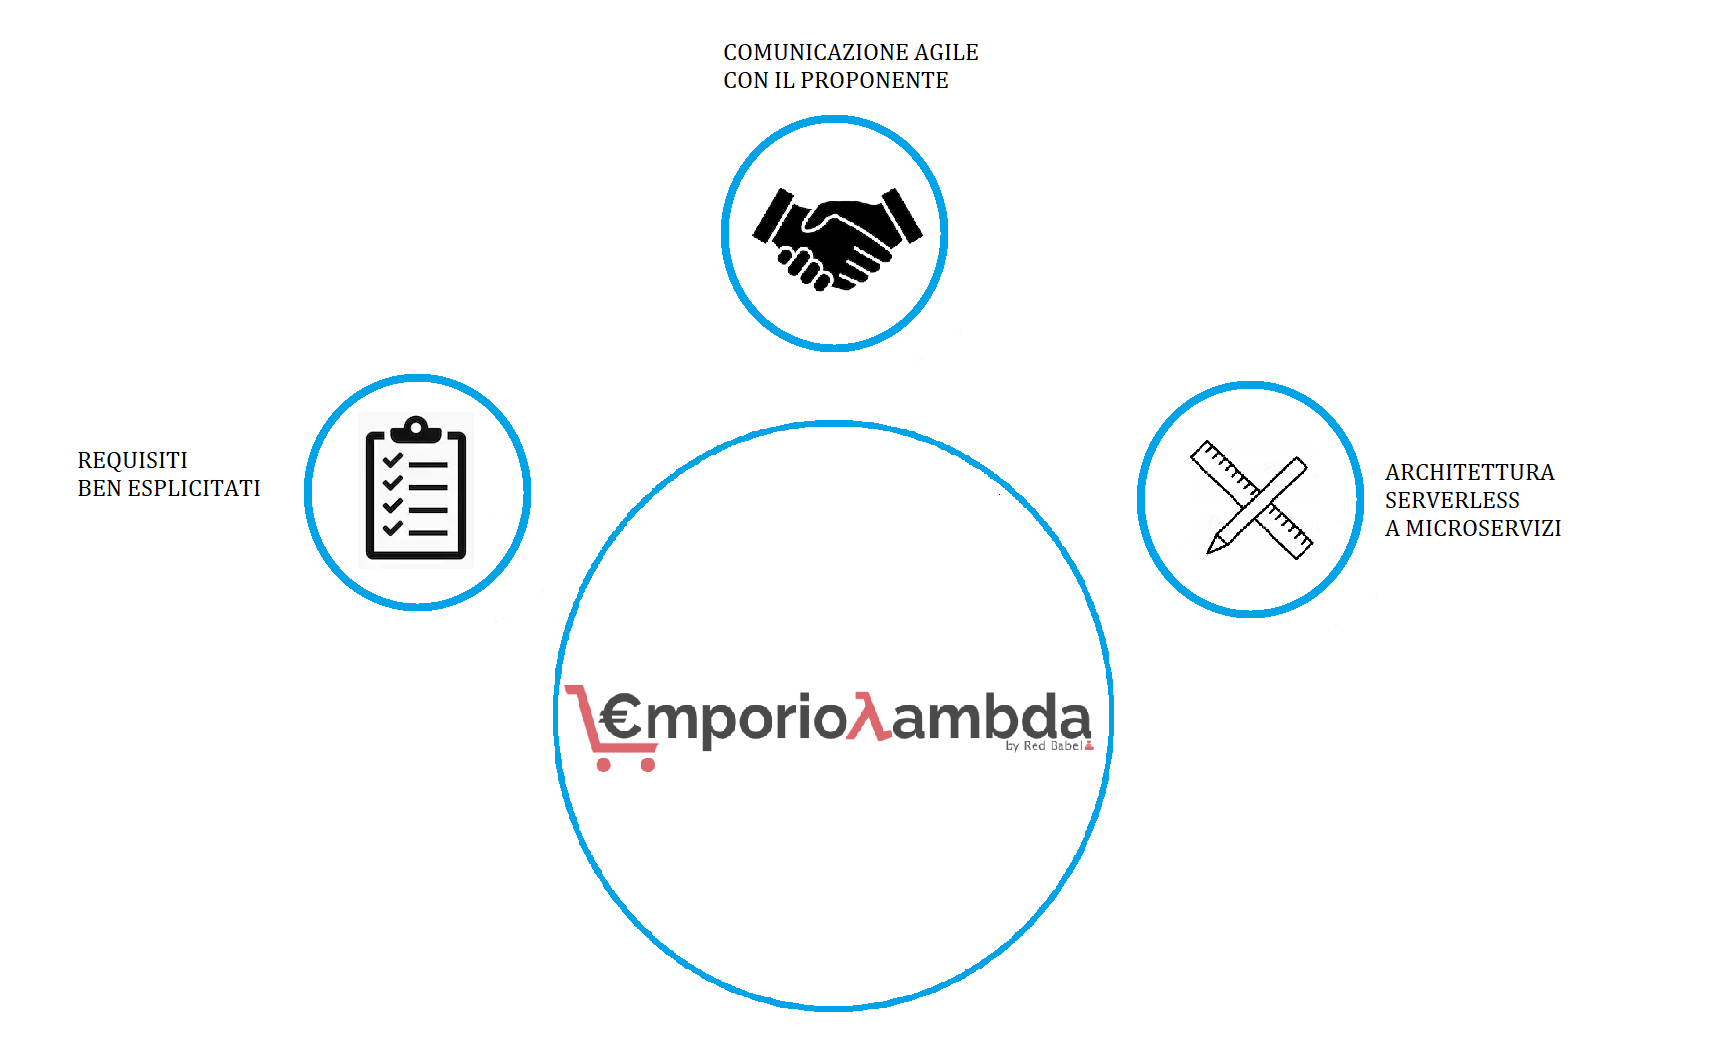 COMUNICAZIONE AGILE
CON IL PROPONENTE
REQUISITI
BEN ESPLICITATI
ARCHITETTURA
SERVERLESS
A MICROSERVIZI
€mporioλambda
by Red Babel